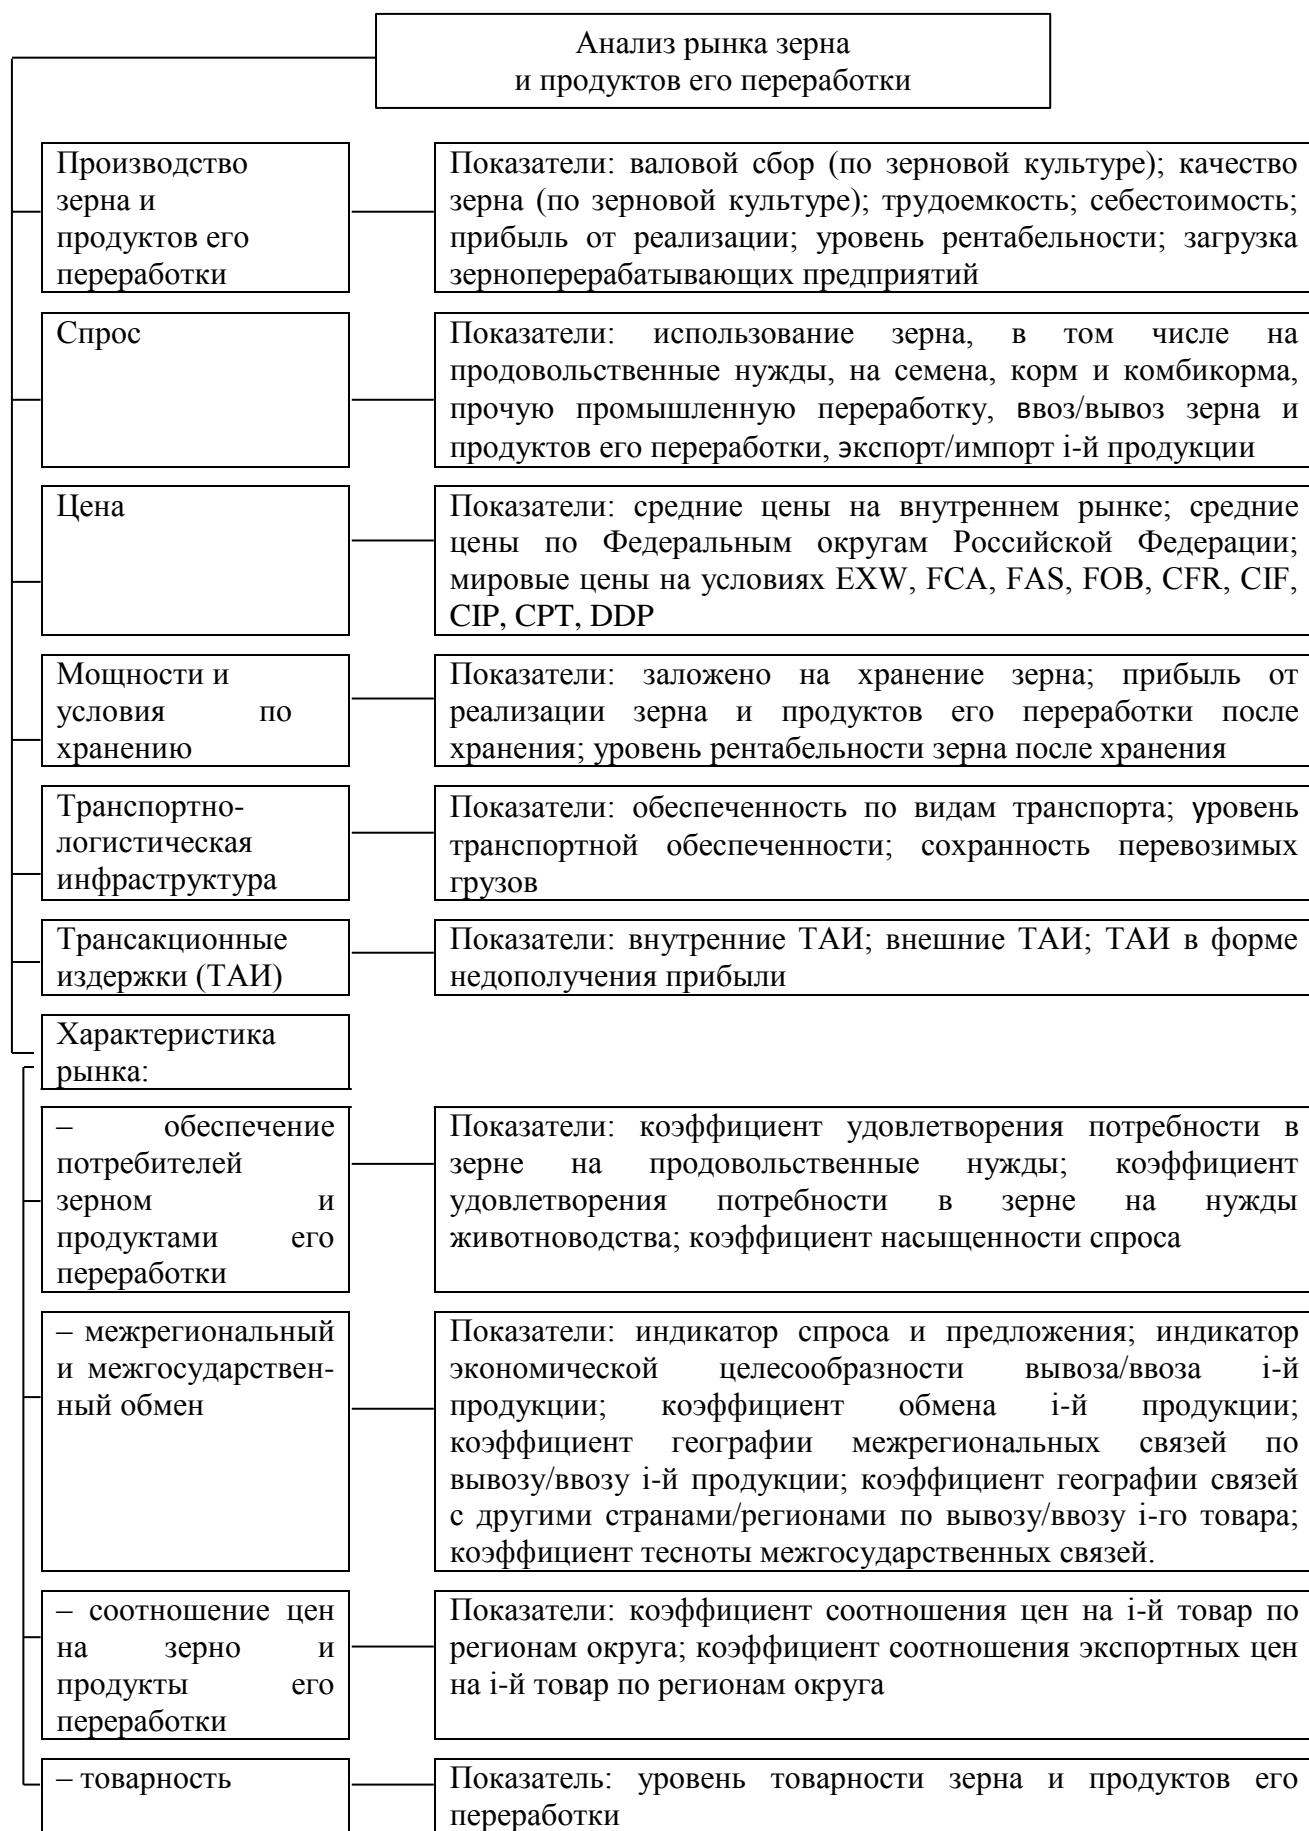 Анализ рынка зерна
и продуктов его переработки
Производство
зерна и
продуктов его
переработки
Показатели: валовой сбор (по зерновой культуре); качество
зерна (по зерновой культуре); трудоемкость; себестоимость;
прибыль от реализации; уровень рентабельности; загрузка
зерноперерабатывающих предприятий
Спрос
Показатели: использование зерна, в том числе на
продовольственные нужды, на семена, корм и комбикорма,
прочую промышленную переработку, ввоз/вывоз зерна и
продуктов его переработки, экспорт/импорт i-й продукции
Цена
Показатели: средние цены на внутреннем рынке; средние
цены по Федеральным округам Российской Федерации;
мировые цены на условиях EXW, FCA, FAS, FOB, CFR, CIF,
CIP, CPT, DDP
Мощности и
условия по
хранению
Показатели: заложено на хранение зерна; прибыль от
реализации зерна и продуктов его переработки после
хранения; уровень рентабельности зерна после хранения
Транспортно-
логистическая
инфраструктура
Показатели: обеспеченность по видам транспорта; уровень
транспортной обеспеченности; сохранность перевозимых
грузов
Трансакционные
издержки (ТАИ)
Показатели: внутренние ТАИ; внешние ТАИ; ТАИ в форме
недополучения прибыли
Характеристика
рынка:
– обеспечение
потребителей
зерном и
продуктами его
переработки
Показатели: коэффициент удовлетворения потребности в
зерне на продовольственные нужды; коэффициент
удовлетворения потребности в зерне на нужды
животноводства; коэффициент насыщенности спроса
– межрегиональный
и межгосударствен-
ный обмен
Показатели: индикатор спроса и предложения; индикатор
экономической целесообразности вывоза/ввоза i-й
продукции; коэффициент обмена i-й продукции;
коэффициент географии межрегиональных связей по
вывозу/ввозу i-й продукции; коэффициент географии связей
с другими странами/регионами по вывозу/ввозу i-го товара;
коэффициент тесноты межгосударственных связей.
– соотношение цен
на зерно и
продукты его
переработки
Показатели: коэффициент соотношения цен на i-й товар по
регионам округа; коэффициент соотношения экспортных цен
на i-й товар по регионам округа
– товарность
Показатель: уровень товарности зерна и продуктов его
переработки